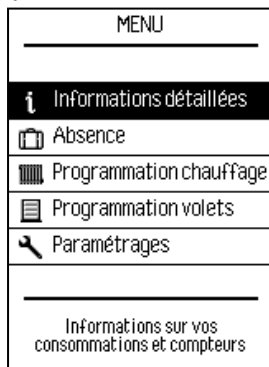 MENU
Informations détaillées
Absence
Programmation chauffage
Programmation volets
Paramétrages
Informations sur vos
consommations et compteurs